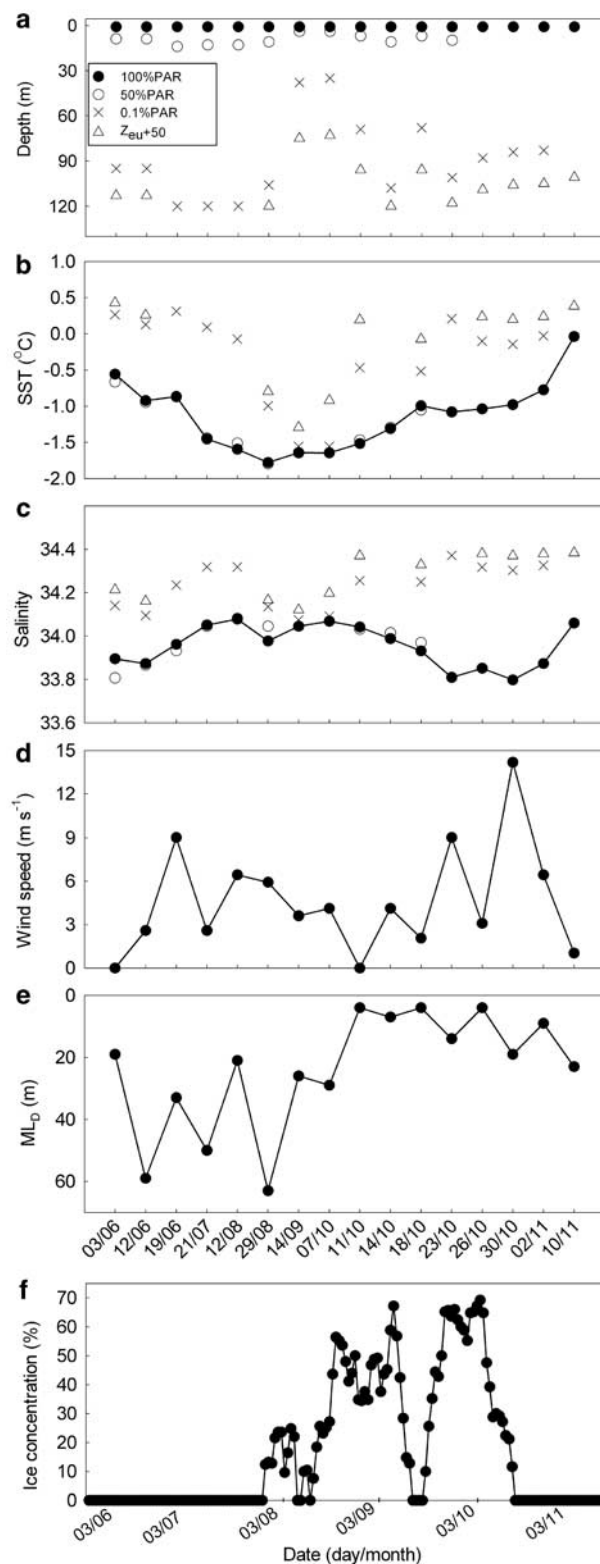 a
0
30
60
90
120
Depth (m)
100%PAR
50%PAR
0.1%PAR
Zeu+50
b
1.0
0.5
0.0
-0.5
-1.0
-1.5
-2.0
SST (°C)
c
34.4
34.2
34.0
33.8
33.6
Salinity
d
15
12
9
6
3
0
Wind speed (m s⁻¹)
e
0
20
40
60
MLD (m)
03/06 12/06 19/06 21/07 12/08 29/08 14/09 07/10 11/10 14/10 18/10 23/10 26/10 30/10 02/11 10/11
f
70
60
50
40
30
20
10
0
Ice concentration (%)
03/06 03/07 03/08 03/09 03/10 03/11
Date (day/month)